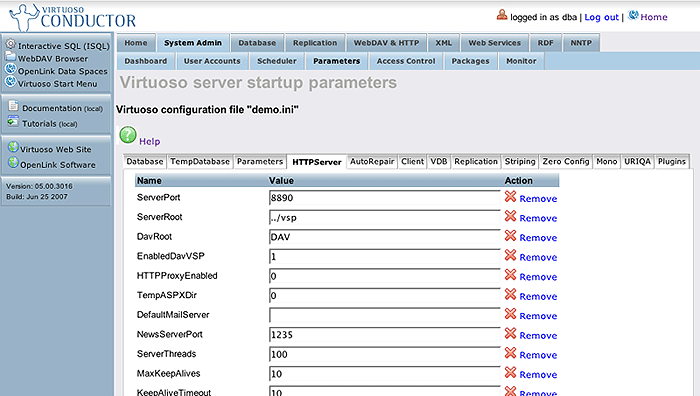 VIRTUOSO
CONDUCTOR
logged in as dba | Log out | Home
Interactive SQL (ISQL)
WebDAV Browser
OpenLink Data Spaces
Virtuoso Start Menu
Documentation (local)
Tutorials (local)
Virtuoso Web Site
OpenLink Software
Version: 05.00.3016
Build: Jun 25 2007
Home System Admin Database Replication WebDAV & HTTP XML Web Services RDF NNTP
Dashboard User Accounts Scheduler Parameters Access Control Packages Monitor
Virtuoso server startup parameters
Virtuoso configuration file "demo.ini"
Help
Database TempDatabase Parameters HTTPServer AutoRepair Client VDB Replication Striping Zero Config Mono URIQA Plugins
Name Value Action
ServerPort 8890 Remove
ServerRoot ../vsp Remove
DavRoot DAV Remove
EnabledDavVSP 1 Remove
HTTPProxyEnabled 0 Remove
TempASPXDir 0 Remove
DefaultMailServer Remove
NewsServerPort 1235 Remove
ServerThreads 100 Remove
MaxKeepAlives 10 Remove
KeepAliveTimeout 10 Remove